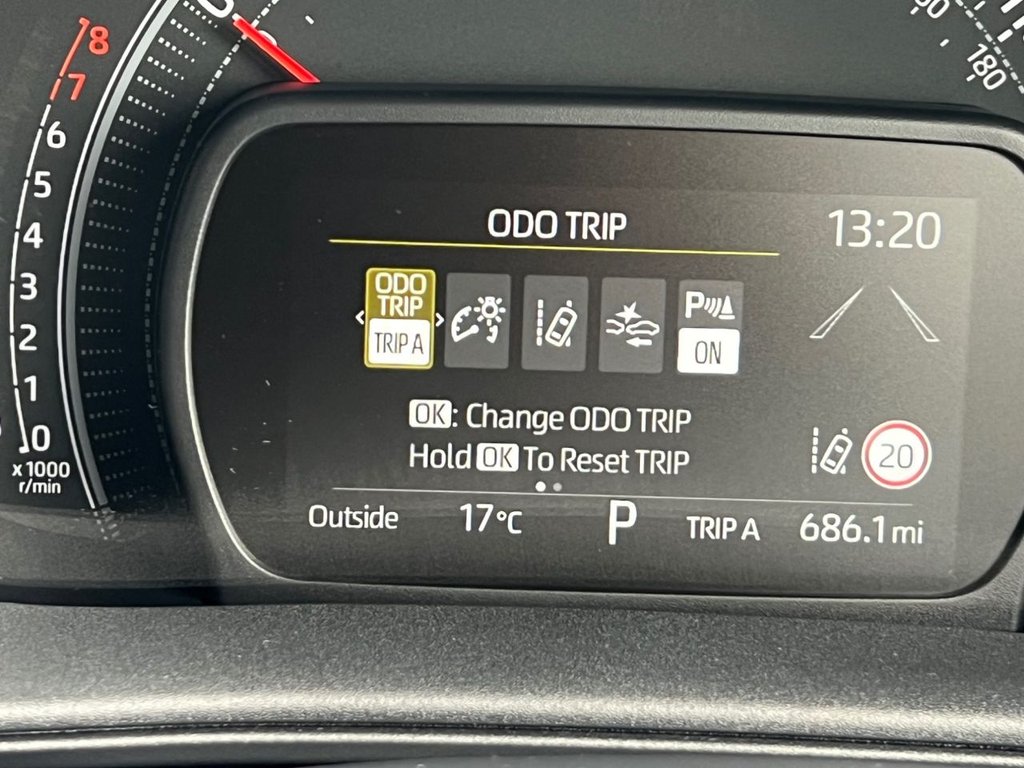 8
7
6
5
4
3
2
1
0
x1000
r/min
0
180
ODO TRIP
13:20
ODO
TRIP
TRIP A
P
ON
OK: Change ODO TRIP
Hold OK To Reset TRIP
20
Outside 17°C P TRIP A 686.1 mi